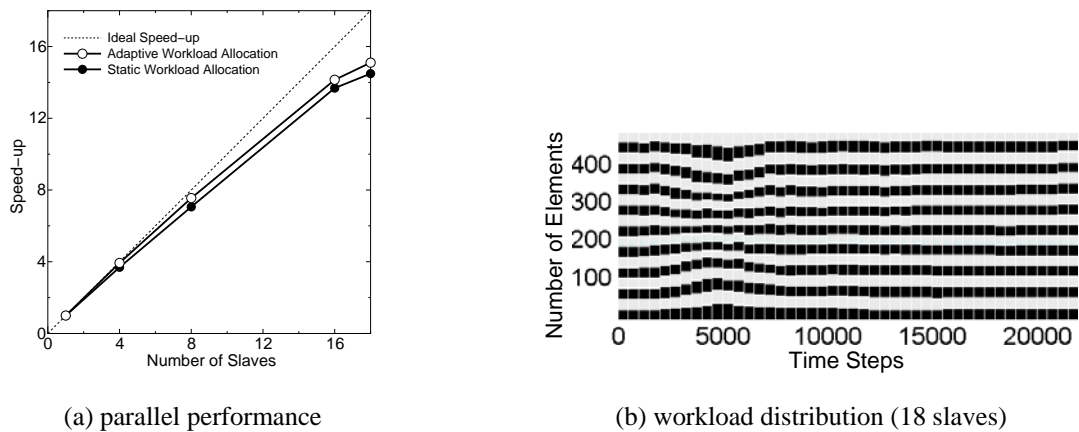 16
12
8
4
0
0
4
8
12
16
Speed−up
Number of Slaves
Ideal Speed−up
Adaptive Workload Allocation
Static Workload Allocation
(a) parallel performance
400
300
200
100
Number of Elements
0 5000 10000 15000 20000
Time Steps
(b) workload distribution (18 slaves)